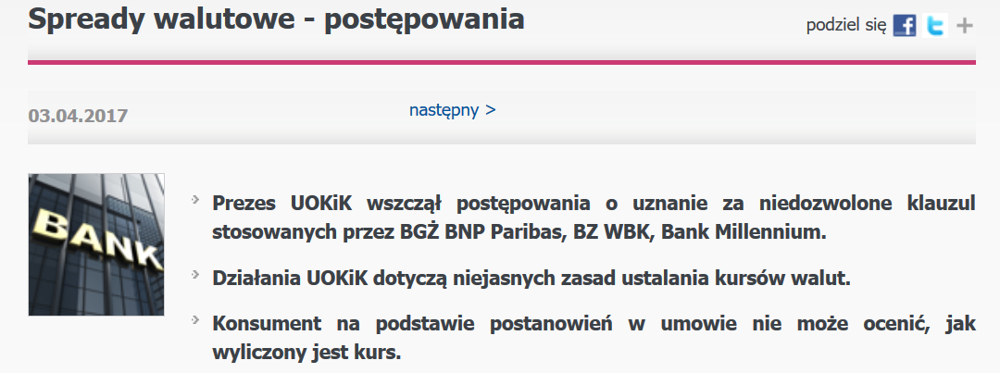 Spready walutowe - postępowania
podziel się
03.04.2017
następny >
BANK
Prezes UOKiK wszczął postępowania o uznanie za niedozwolone klauzul
stosowanych przez BGŻ BNP Paribas, BZ WBK, Bank Millennium.
Działania UOKiK dotyczą niejasnych zasad ustalania kursów walut.
Konsument na podstawie postanowień w umowie nie może ocenić, jak
wyliczony jest kurs.